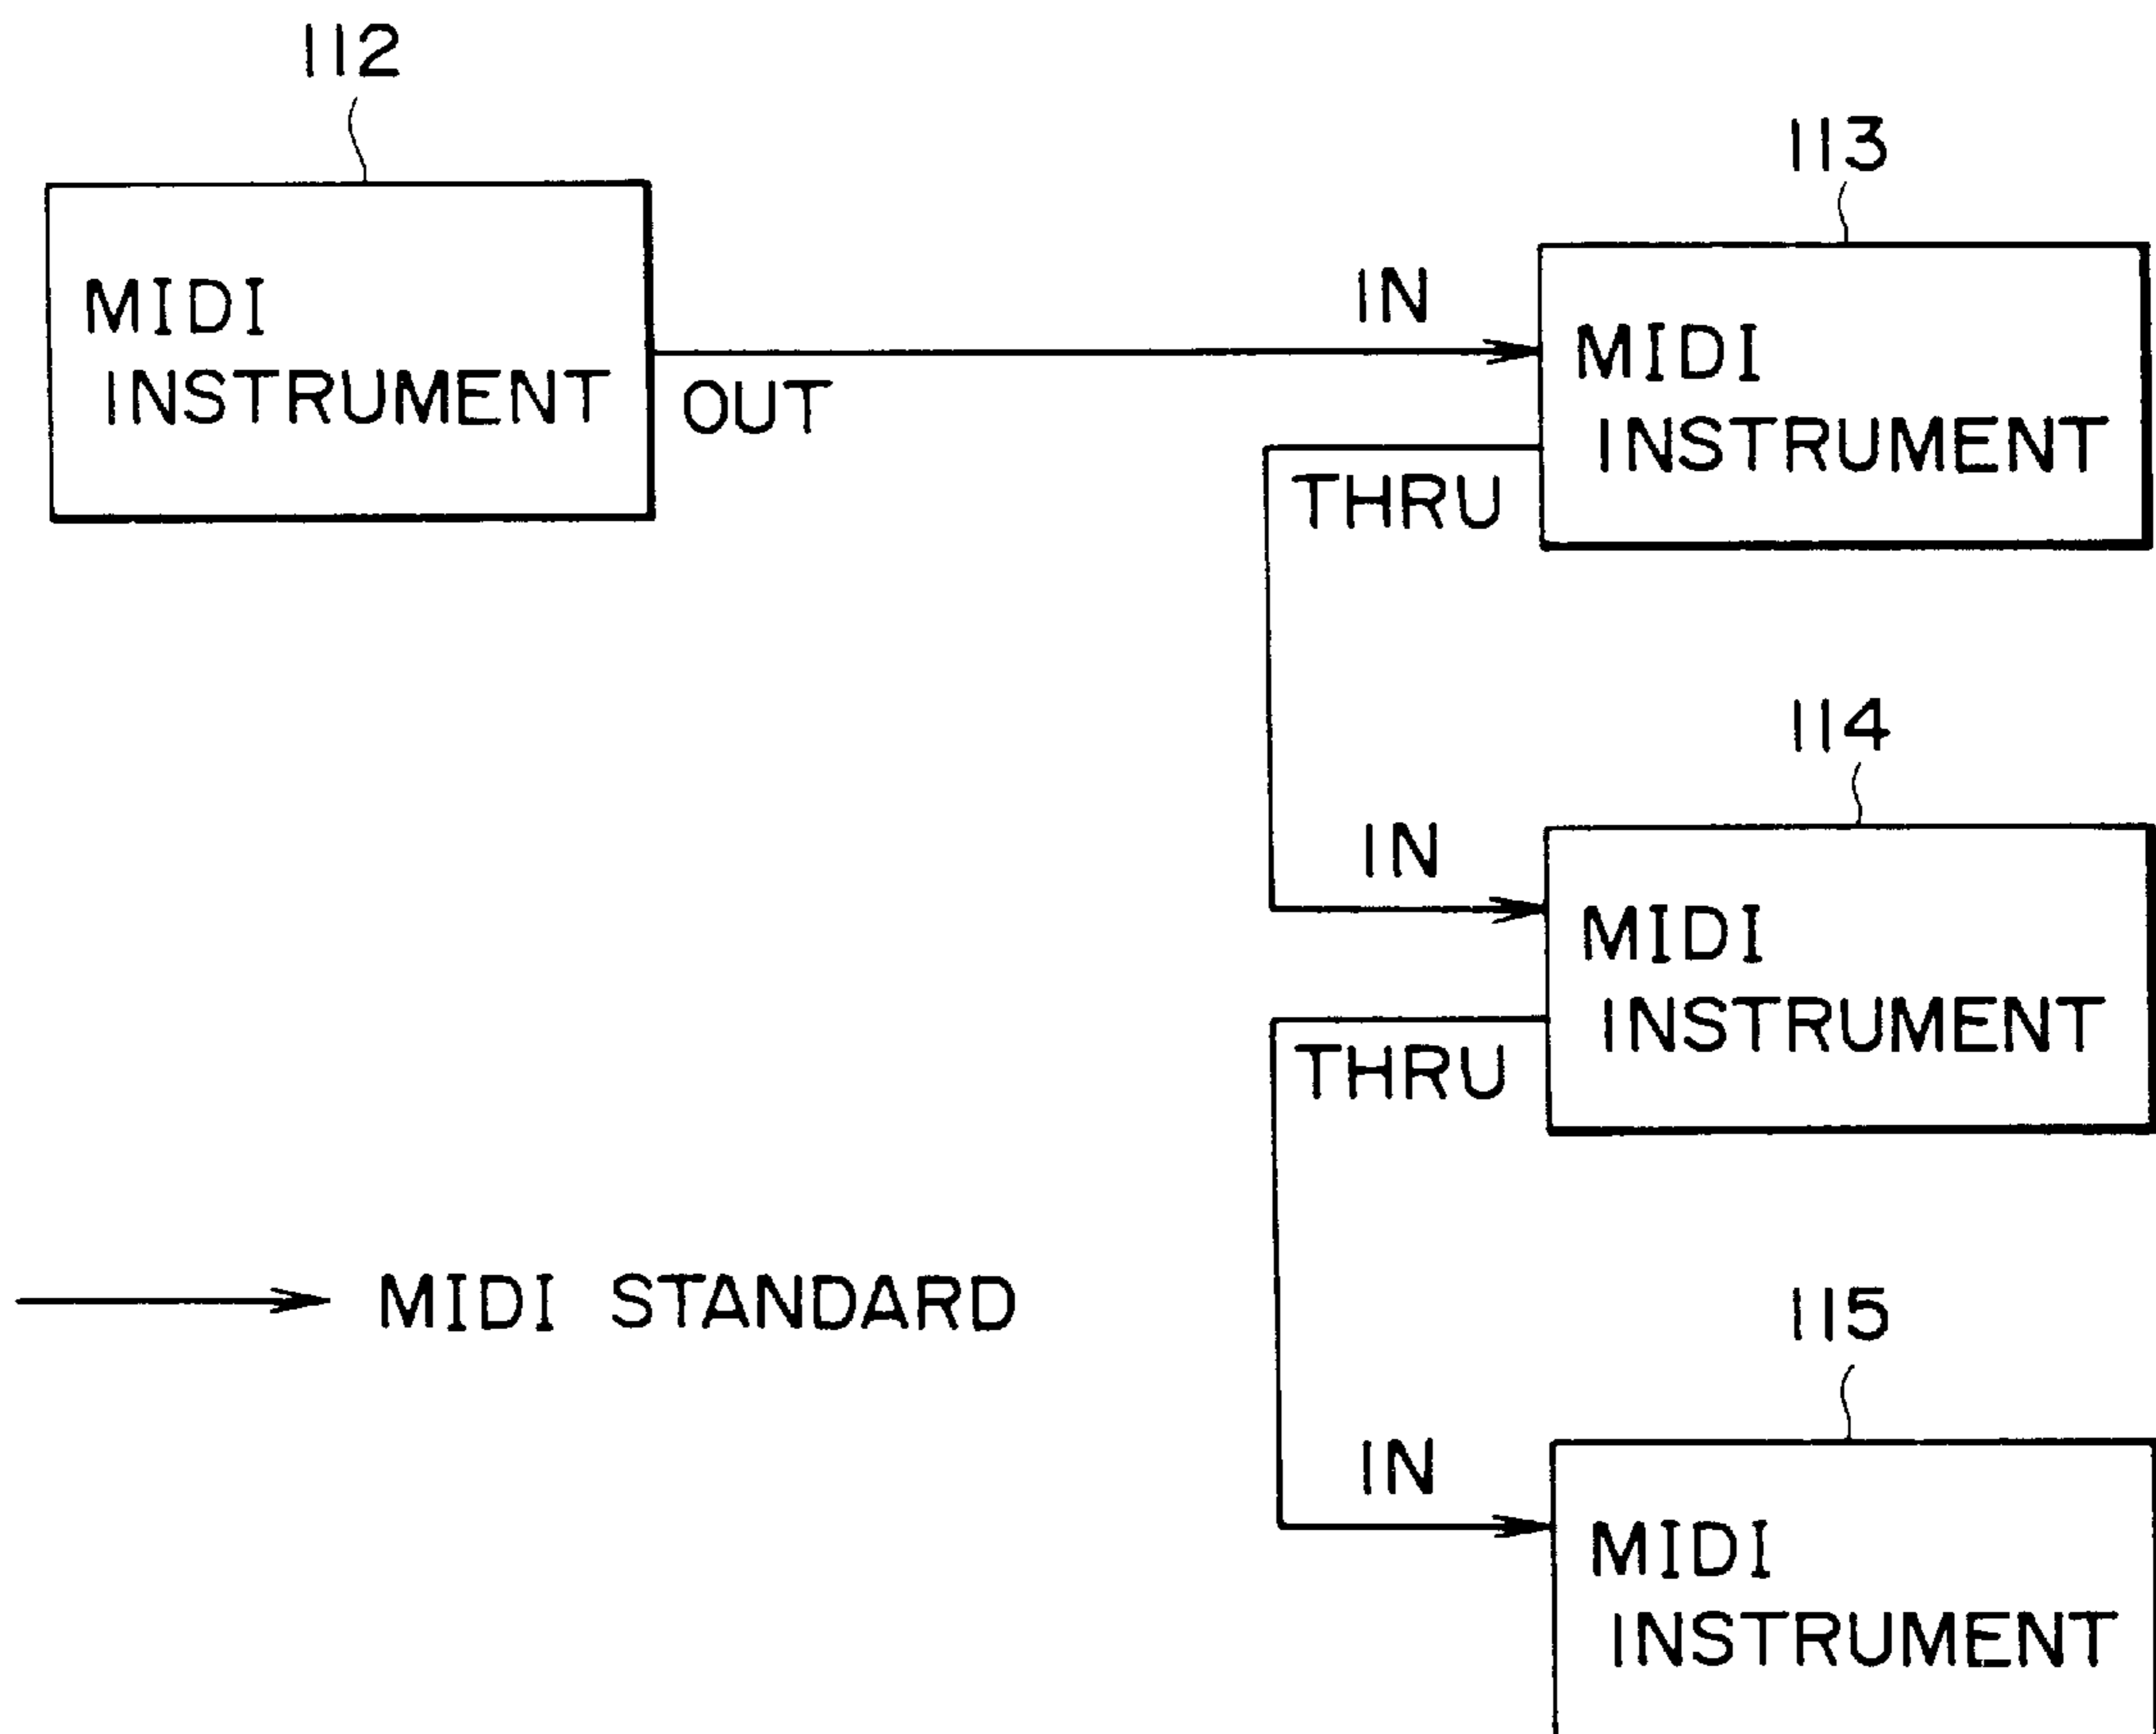 112
MIDI
INSTRUMENT
OUT
113
IN
MIDI
INSTRUMENT
THRU
114
IN
MIDI
INSTRUMENT
THRU
MIDI STANDARD
115
IN
MIDI
INSTRUMENT